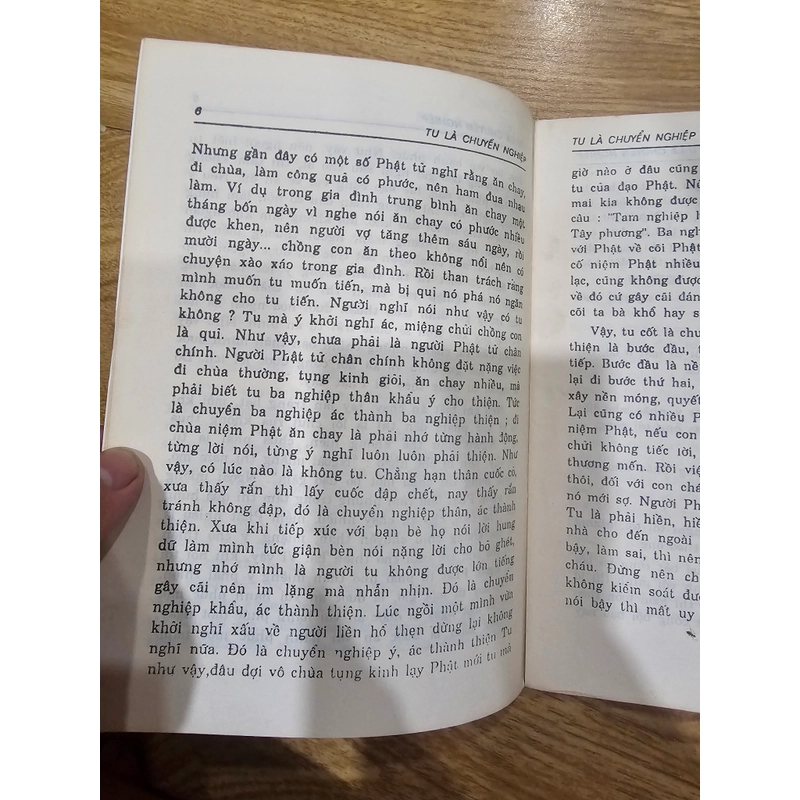 6
TU LÀ CHUYỂN NGHIỆP
Nhưng gần đây có một số Phật tử nghĩ rằng ăn chay,
đi chùa, làm công quả có phước, nên ham đua nhau
làm. Ví dụ trong gia đình trung bình ăn chay một
tháng bốn ngày vì nghe nói ăn chay có phước nhiều
được khen, nên người vợ tăng thêm sáu ngày, rồi
mười ngày... chồng con ăn theo không nổi nên có
chuyện xào xáo trong gia đình. Rồi than trách rằng
mình muốn tu muốn tiến, mà bị qui nó phá nó ngăn
không cho tu tiến. Người nghĩ nói như vậy có tu
không ? Tu mà ý khởi nghĩ ác, miệng chửi chồng con
là qui. Như vậy, chưa phải là người Phật tử chân
chính. Người Phật tử chân chính không đặt nặng việc
đi chùa thường, tụng kinh giỏi, ăn chay nhiều, mà
phải biết tu ba nghiệp thân khẩu ý cho thiện. Tức
là chuyển ba nghiệp ác thành ba nghiệp thiện ; đi
chùa niệm Phật ăn chay là phải nhớ từng hành động,
từng lời nói, từng ý nghĩ luôn luôn phải thiện. Như
vậy, có lúc nào là không tu. Chẳng hạn thân cuốc cỏ,
xưa thấy rắn thì lấy cuốc dập chết, nay thấy rắn
tránh không đập, đó là chuyển nghiệp thân, ác thành
thiện. Xưa khi tiếp xúc với bạn bè họ nói lời hung
dữ làm mình tức giận bèn nói nặng lời cho bõ ghét,
nhưng nhớ mình là người tu không được lớn tiếng
gây cãi nên im lặng mà nhẫn nhịn. Đó là chuyển
nghiệp khẩu, ác thành thiện. Lúc ngồi một mình vừa
khởi nghĩ xấu về người liền hổ thẹn dừng lại không
nghĩ nữa. Đó là chuyển nghiệp ý, ác thành thiện Tu
như vậy,đâu đợi vô chùa tụng kinh lạy Phật mới tu mà
TU LÀ CHUYỂN NGHIỆP
giờ nào ở đâu cũng
tu của đạo Phật.
mai kia không được
câu : "Tam nghiệp
Tây phương". Ba
với Phật về cõi Phật
cố niệm Phật nhiều
lạc, cũng không được
về đó cứ gây cãi đán
cõi ta bà khổ hay s
Vậy, tu cốt là chu
thiện là bước đầu, t
tiếp. Bước đầu là nề
lại đi bước thứ hai,
xây nền móng, quyết
Lại cũng có nhiều P
niệm Phật, nếu con
chửi không tiếc lời,
thương mến. Rồi việ
thôi, đối với con chá
nó mới sợ. Người Ph
Tu là phải hiền, hiề
nhà cho đến ngoài
bậy, làm sai, thì nên
cháu. Đừng nên ch
không kiểm soát đượ
nói bậy thì mất uy